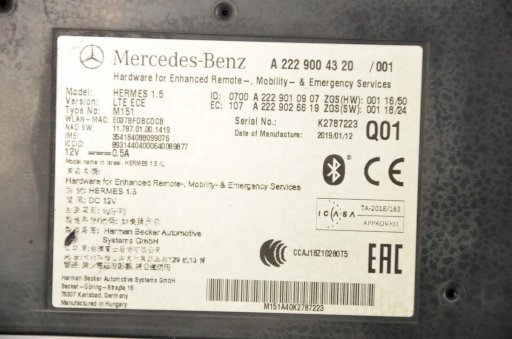 Mercedes-Benz A 222 900 43 20 /001
Hardware for Enhanced Remote-, Mobility- & Emergency Services
Model: HERMES 1.5 ID: 0700 A 222 901 09 07 ZGS(HW): 001 16/50
Version: LTE ECE EC: 107 A 222 902 66 19 ZGS(SW): 001 18/24
Type No: M151
WLAN-MAC: E0378FD8CDC8 Serial No.: K2787223
NAD SW: 11.787.01.00.1419 Date of Manufacture: 2019/01/12 Q01
IMEI: 354184088099076
ICCID: 89314404000640089877
12V 0.5A
Model name in Israel: HERMES 1.5 IL
Hardware for Enhanced Remote-, Mobility- & Emergency Services
HERMES 1.5
DC 12V
ICASA TA-2018/165
APPROVED
Harman Becker Automotive
Systems GmbH
CCAJ18Z10280T5 EAC
Harman Becker Automotive Systems GmbH
Becker-Göring-Straße 16
76307 Karlsbad, Germany
Manufactured in Hungary
M151A40K2787223